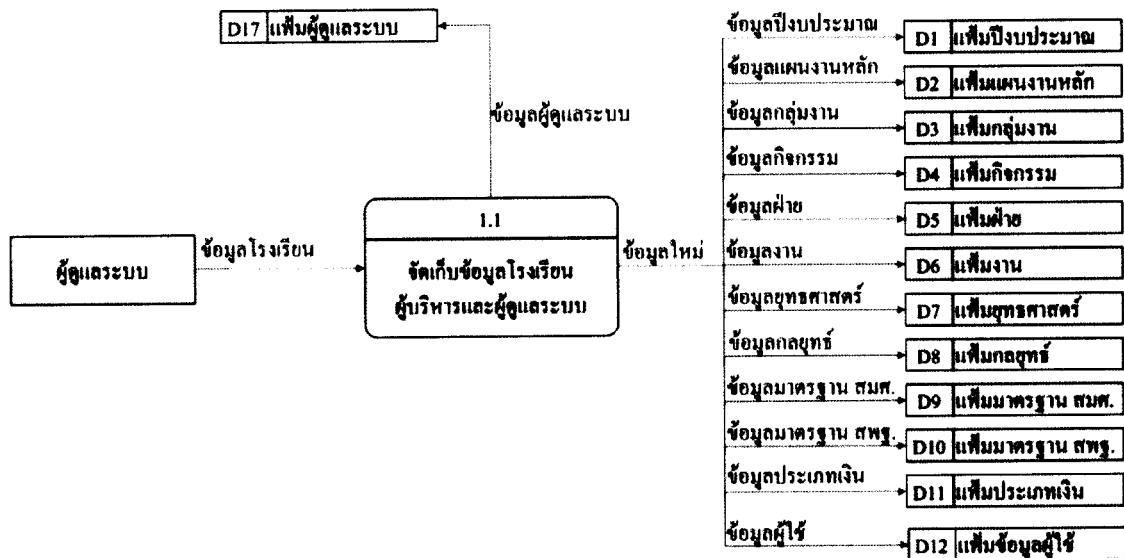 D17 แฟ้มผู้ดูแลระบบ
ข้อมูลผู้ดูแลระบบ
ผู้ดูแลระบบ
ข้อมูลโรงเรียน
1.1
จัดเก็บข้อมูลโรงเรียน
ผู้บริหารและผู้ดูแลระบบ
ข้อมูลใหม่
ข้อมูลปีงบประมาณ
D1 แฟ้มปีงบประมาณ
ข้อมูลแผนงานหลัก
D2 แฟ้มแผนงานหลัก
ข้อมูลกลุ่มงาน
D3 แฟ้มกลุ่มงาน
ข้อมูลกิจกรรม
D4 แฟ้มกิจกรรม
ข้อมูลฝ่าย
D5 แฟ้มฝ่าย
ข้อมูลงาน
D6 แฟ้มงาน
ข้อมูลยุทธศาสตร์
D7 แฟ้มยุทธศาสตร์
ข้อมูลกลยุทธ์
D8 แฟ้มกลยุทธ์
ข้อมูลมาตรฐาน สมศ.
D9 แฟ้มมาตรฐาน สมศ.
ข้อมูลมาตรฐาน สพฐ.
D10 แฟ้มมาตรฐาน สพฐ.
ข้อมูลประเภทเงิน
D11 แฟ้มประเภทเงิน
ข้อมูลผู้ใช้
D12 แฟ้มข้อมูลผู้ใช้